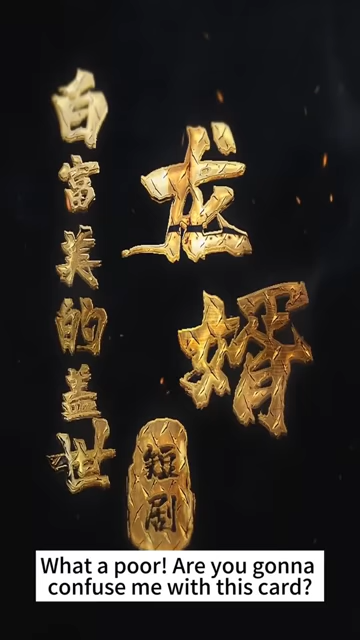 白富美的盖世
龙婿
短剧
What a poor! Are you gonna
confuse me with this card?